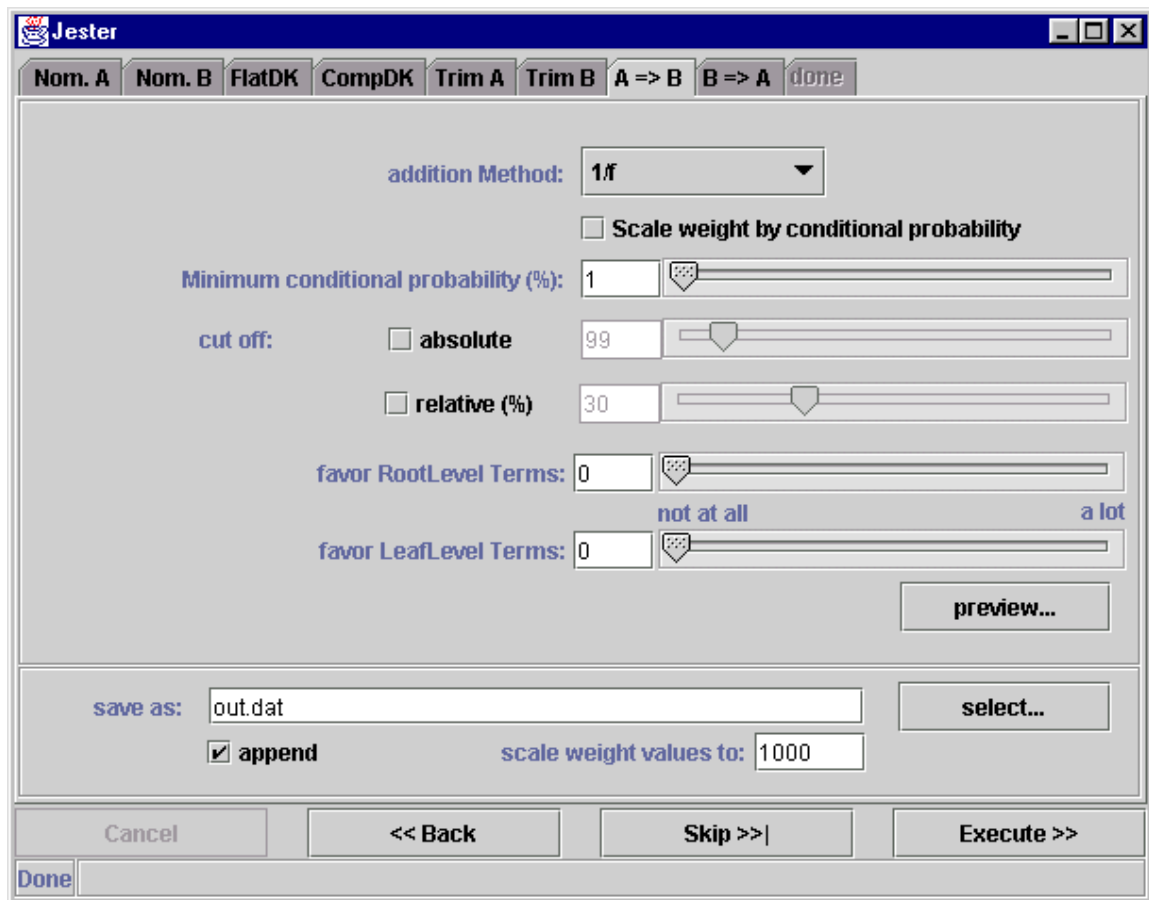 Jester
Nom. A Nom. B FlatDK CompDK Trim A Trim B A => B B => A done
addition Method: 1/f
Scale weight by conditional probability
Minimum conditional probability (%): 1
cut off: absolute 99
relative (%) 30
favor RootLevel Terms: 0
not at all a lot
favor LeafLevel Terms: 0
preview...
save as: out.dat select...
append scale weight values to: 1000
Cancel << Back Skip >>| Execute >>
Done